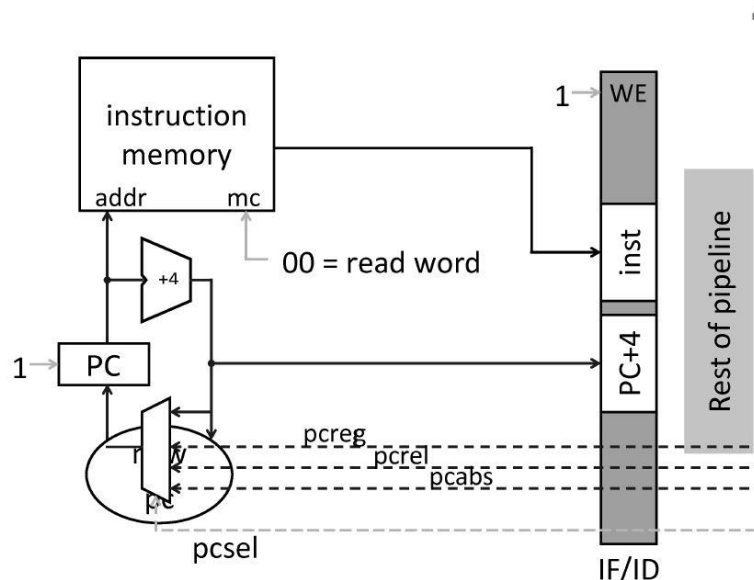 instruction
memory
addr
mc
1
WE
+4
00 = read word
inst
1
PC
PC+4
Rest of pipeline
pcreg
pcrel
pcabs
pcsel
IF/ID